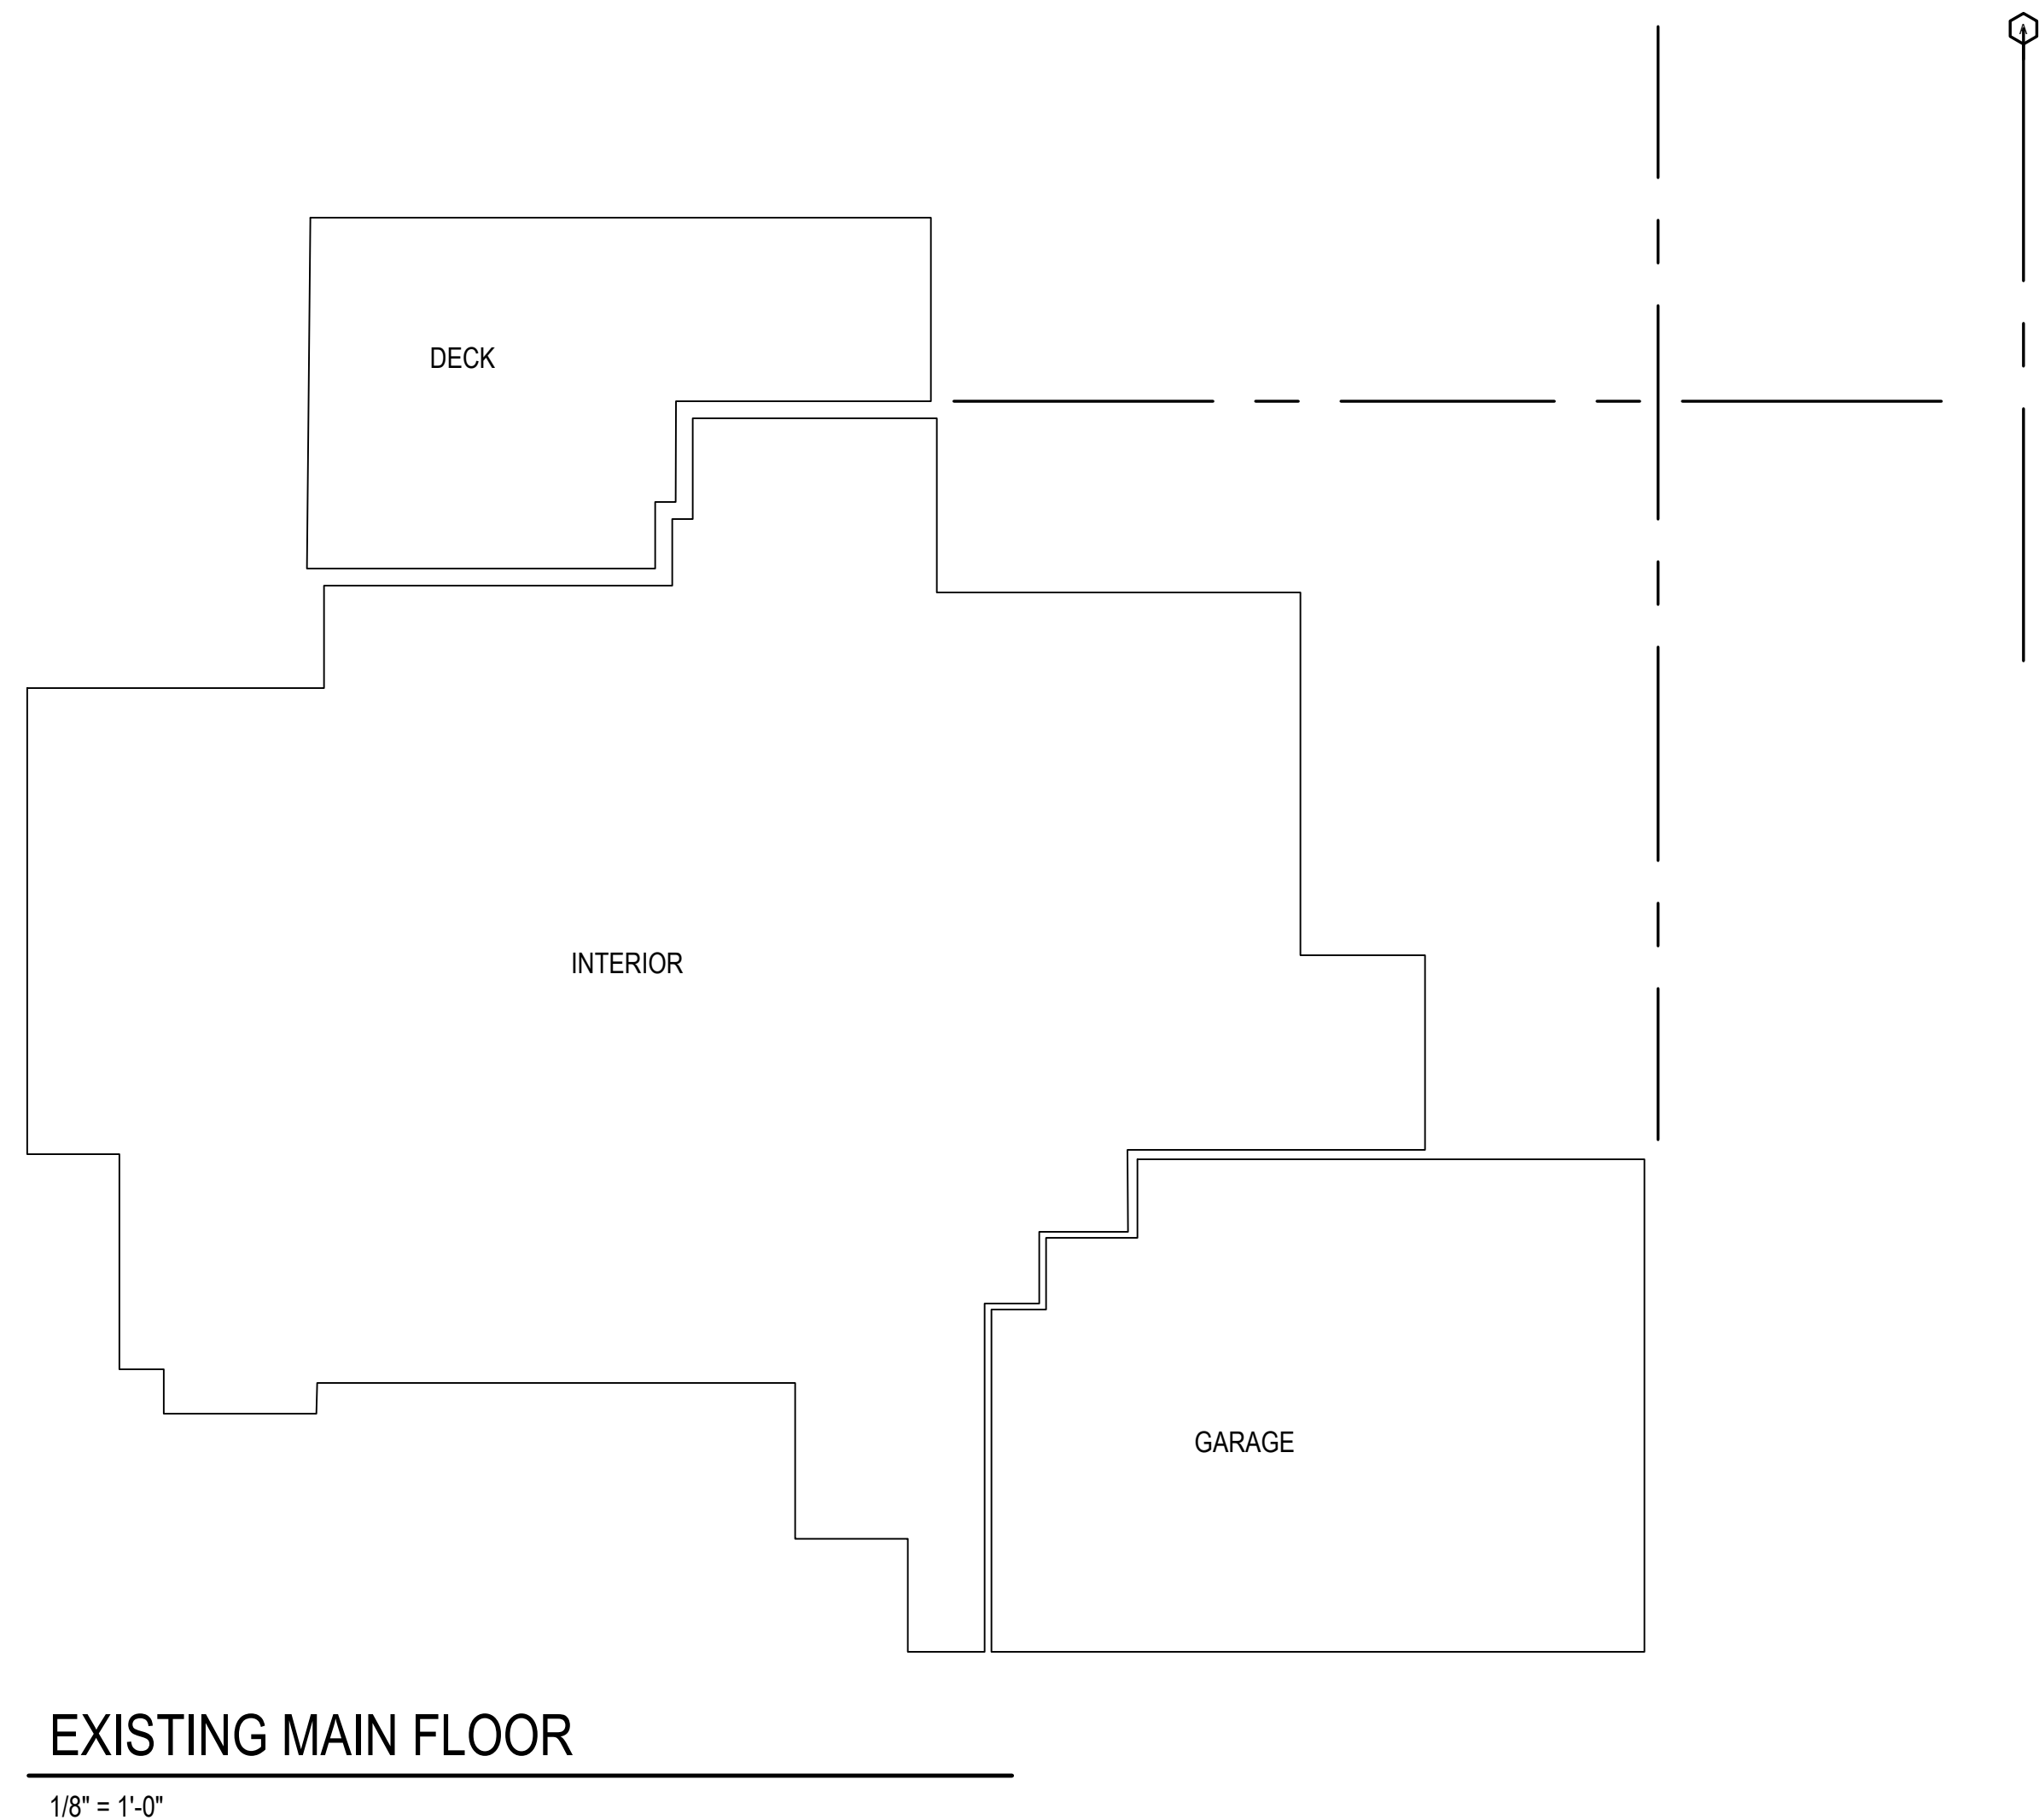 A
DECK
INTERIOR
GARAGE
EXISTING MAIN FLOOR
1/8" = 1'-0"